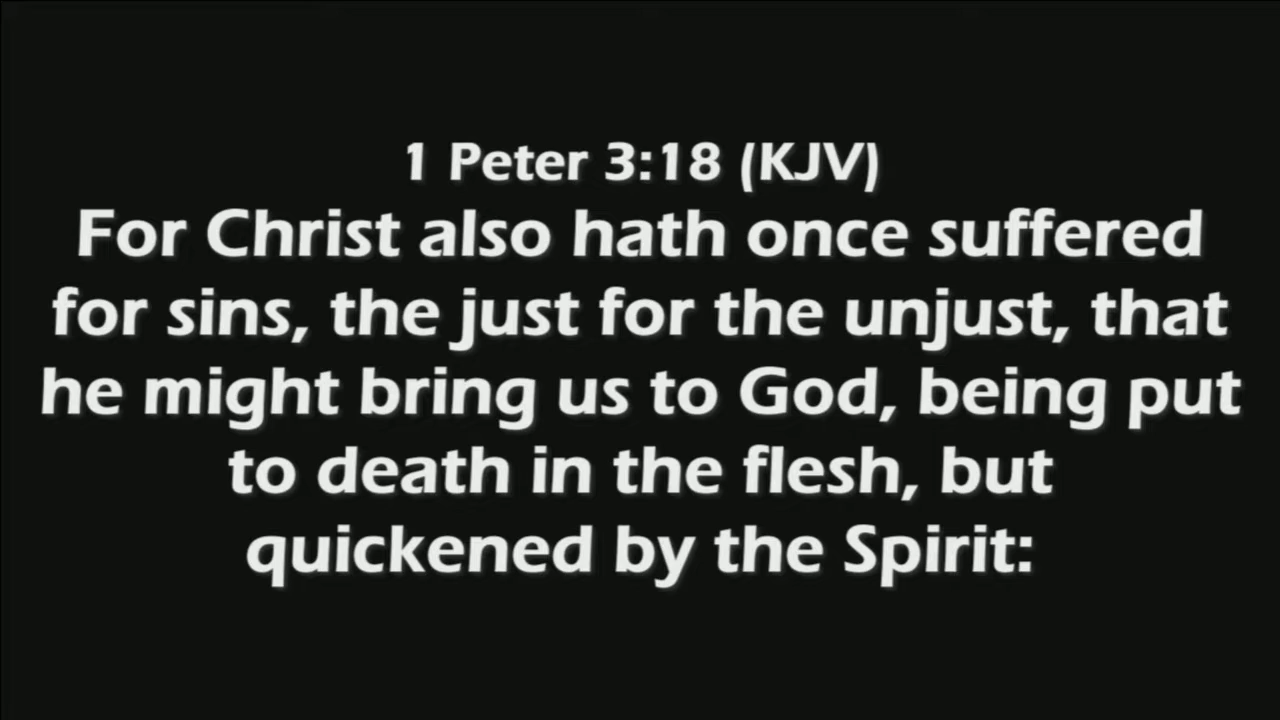 1 Peter 3:18 (KJV)
For Christ also hath once suffered
for sins, the just for the unjust, that
he might bring us to God, being put
to death in the flesh, but
quickened by the Spirit: